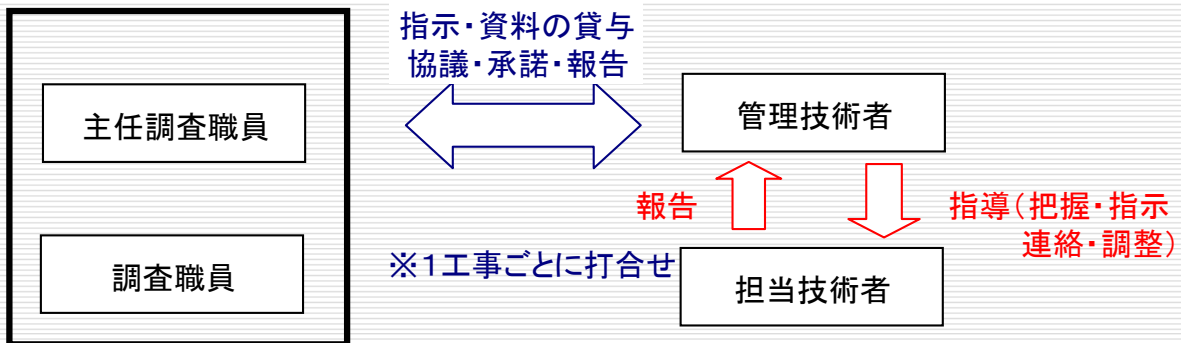 指示・資料の貸与
協議・承諾・報告
主任調査職員
管理技術者
報告
指導(把握・指示
連絡・調整)
※1工事ごとに打合せ
調査職員
担当技術者